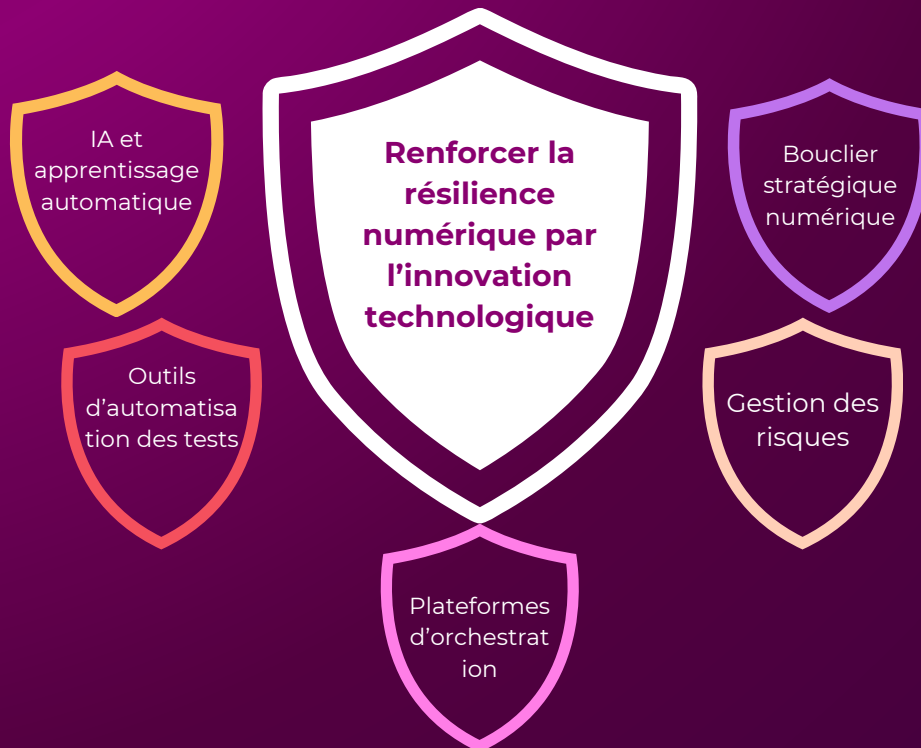 IA et
apprentissage
automatique
Renforcer la
résilience
numérique par
l’innovation
technologique
Bouclier
stratégique
numérique
Outils
d’automatisa
tion des tests
Gestion des
risques
Plateformes
d’orchestrat
ion